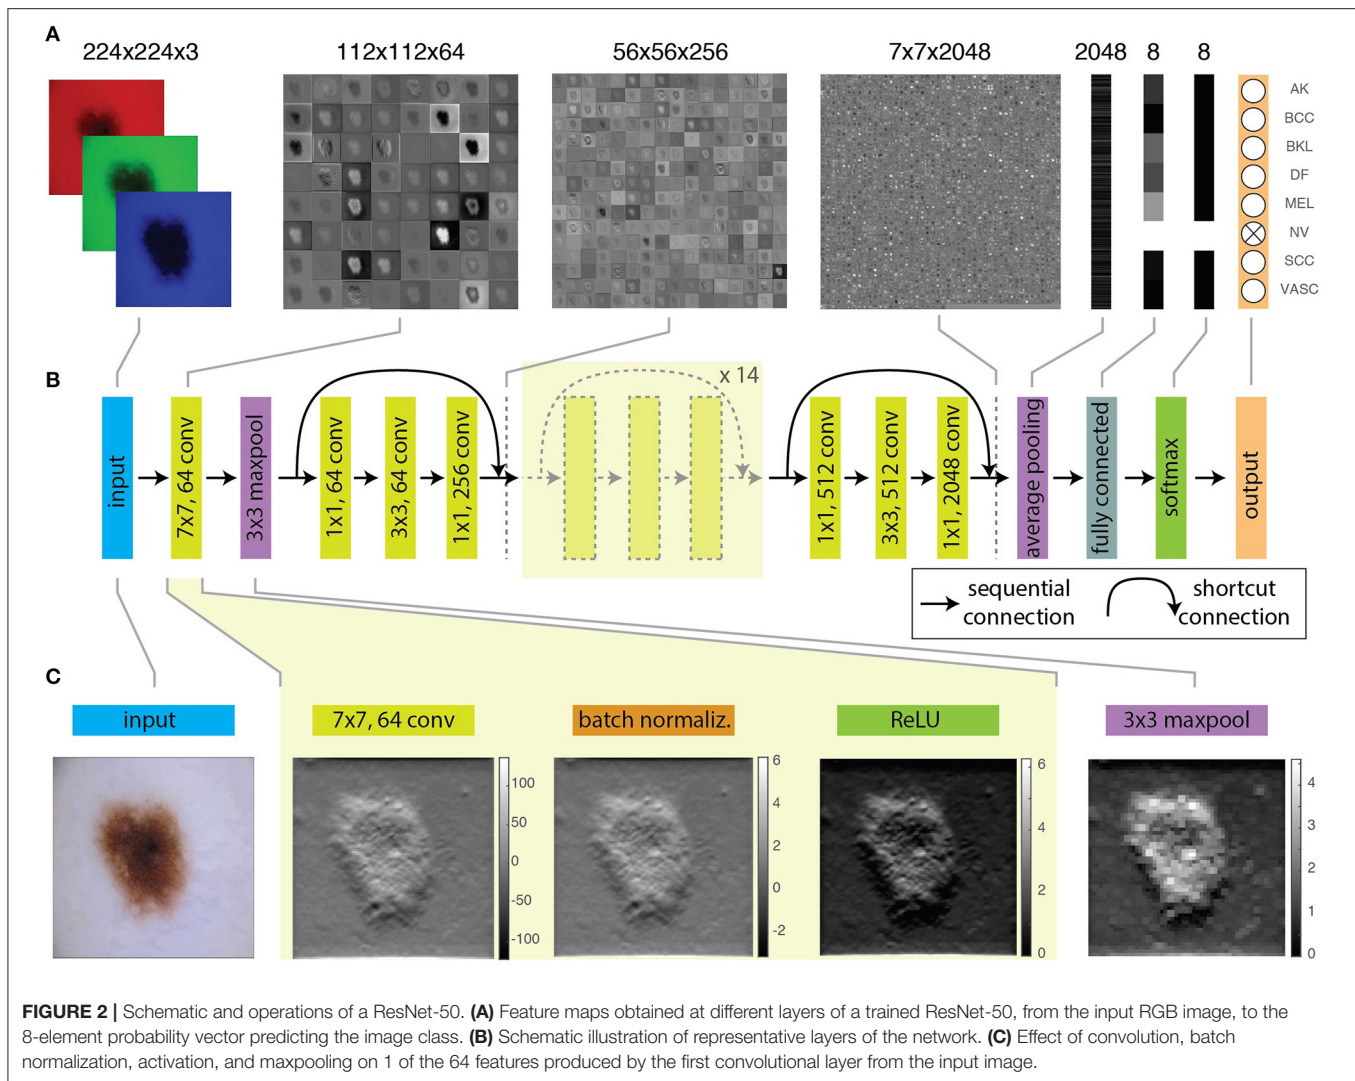 A
224x224x3
112x112x64
56x56x256
7x7x2048
2048
8
8
AK
BCC
BKL
DF
MEL
NV
SCC
VASC
B
input
7x7, 64 conv
3x3 maxpool
1x1, 64 conv
3x3, 64 conv
1x1, 256 conv
x 14
1x1, 512 conv
3x3, 512 conv
1x1, 2048 conv
average pooling
fully connected
softmax
output
sequential
connection
shortcut
connection
C
input
7x7, 64 conv
batch normaliz.
ReLU
3x3 maxpool
100
50
0
-50
-100
6
4
2
0
-2
6
4
2
0
4
3
2
1
0
FIGURE 2 | Schematic and operations of a ResNet-50. (A) Feature maps obtained at different layers of a trained ResNet-50, from the input RGB image, to the
8-element probability vector predicting the image class. (B) Schematic illustration of representative layers of the network. (C) Effect of convolution, batch
normalization, activation, and maxpooling on 1 of the 64 features produced by the first convolutional layer from the input image.